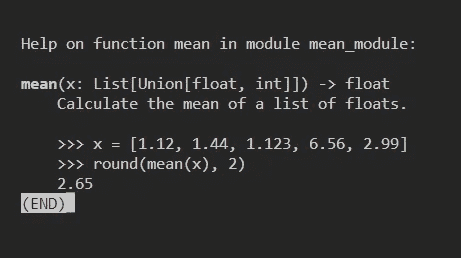 Help on function mean in module mean_module:
mean(x: List[Union[float, int]]) -> float
    Calculate the mean of a list of floats.
    >>> x = [1.12, 1.44, 1.123, 6.56, 2.99]
    >>> round(mean(x), 2)
    2.65
(END)